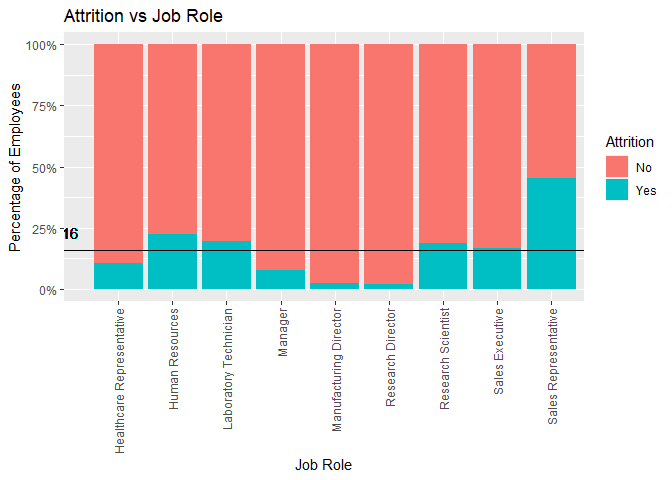 Attrition vs Job Role
Percentage of Employees
100%
75%
50%
25%
0%
16
Healthcare Representative
Human Resources
Laboratory Technician
Manager
Manufacturing Director
Research Director
Research Scientist
Sales Executive
Sales Representative
Job Role
Attrition
No
Yes